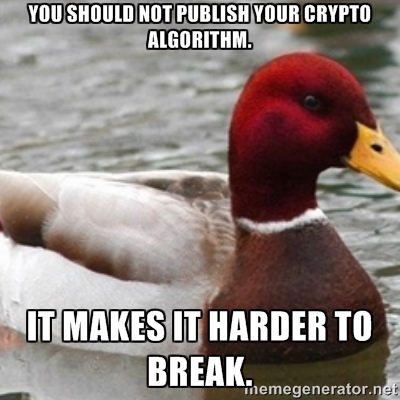 YOU SHOULD NOT PUBLISH YOUR CRYPTO
ALGORITHM.
IT MAKES IT HARDER TO
BREAK.
memegenerator.net